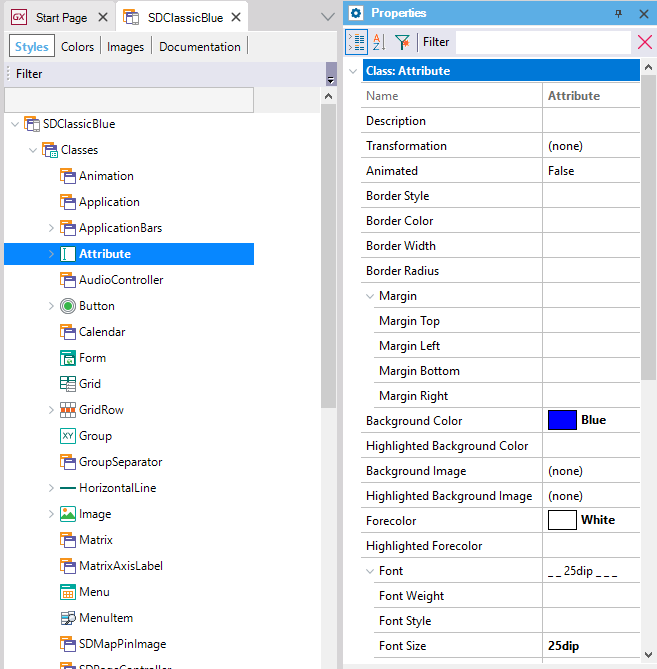 Start Page
SDClassicBlue
Styles Colors Images Documentation
Filter
SDClassicBlue
Classes
Animation
Application
ApplicationBars
Attribute
AudioController
Button
Calendar
Form
Grid
GridRow
Group
GroupSeparator
HorizontalLine
Image
Matrix
MatrixAxisLabel
Menu
MenuItem
SDMapPinImage
Properties
Filter
Class: Attribute
Name Attribute
Description
Transformation (none)
Animated False
Border Style
Border Color
Border Width
Border Radius
Margin
Margin Top
Margin Left
Margin Bottom
Margin Right
Background Color Blue
Highlighted Background Color
Background Image (none)
Highlighted Background Image (none)
Forecolor White
Highlighted Forecolor
Font _ _ 25dip _ _ _
Font Weight
Font Style
Font Size 25dip